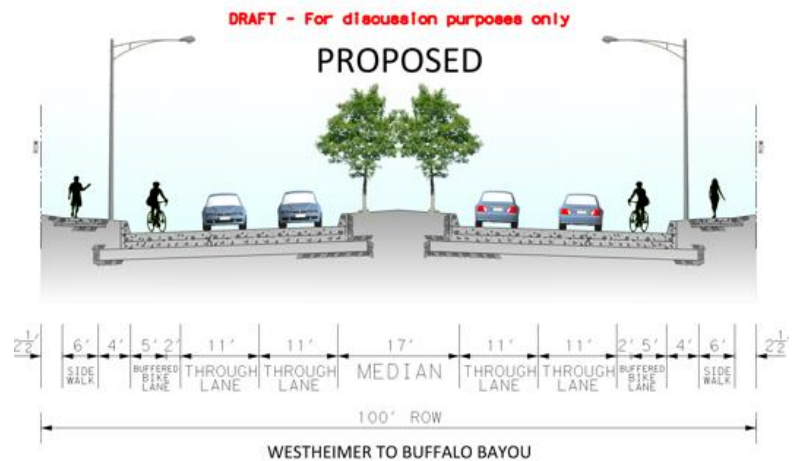 DRAFT - For discussion purposes only
PROPOSED
ROW
ROW
2 1/2' 6' 4' 5' 2' 11' 11' 17' 11' 11' 2' 5' 4' 6' 2 1/2'
SIDE WALK
BUFFERED BIKE LANE
THROUGH LANE
THROUGH LANE
MEDIAN
THROUGH LANE
THROUGH LANE
BUFFERED BIKE LANE
SIDE WALK
100' ROW
WESTHEIMER TO BUFFALO BAYOU